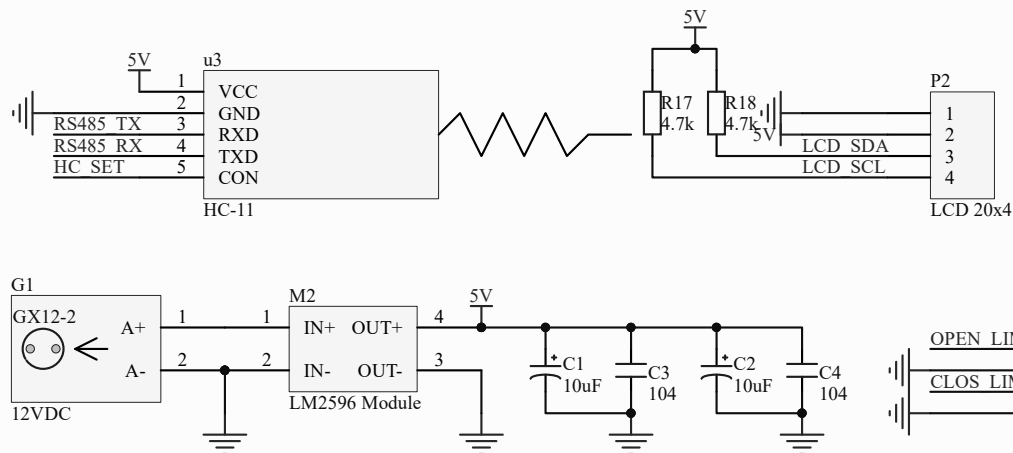 5V
u3
1 VCC
2 GND
RS485_TX 3 RXD
RS485_RX 4 TXD
HC_SET 5 CON
HC-11
5V
R17
4.7k
R18
4.7k
5V
P2
1
2
LCD_SDA 3
LCD_SCL 4
LCD 20x4
G1
GX12-2
A+ 1
A- 2
12VDC
M2
1 IN+ OUT+ 4
2 IN- OUT- 3
LM2596 Module
5V
+ C1
10uF
C3
104
+ C2
10uF
C4
104
OPEN_LIM
CLOS_LIM